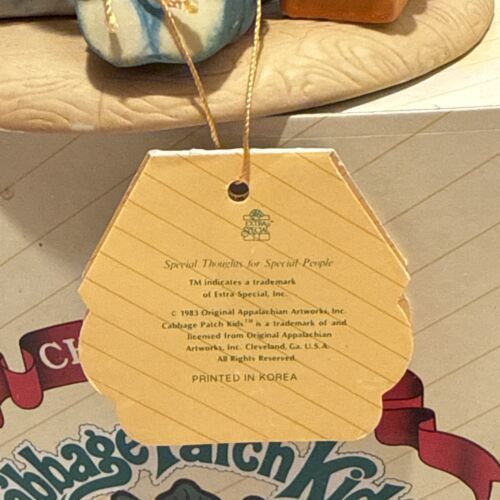 EXTRA
SPECIAL
Special Thoughts for Special People
TM indicates a trademark
of Extra Special, Inc.
© 1983 Original Appalachian Artworks, Inc.
Cabbage Patch Kids™ is a trademark of and
licensed from Original Appalachian
Artworks, Inc. Cleveland, Ga. U.S.A.
All Rights Reserved.
PRINTED IN KOREA
Cabbage Patch Kids